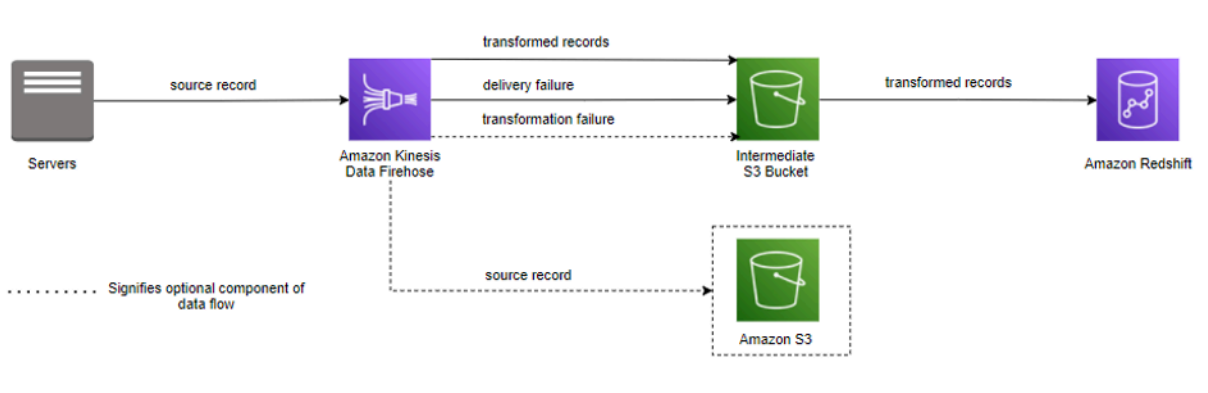 transformed records
source record
delivery failure
transformed records
transformation failure
Servers
Amazon Kinesis
Data Firehose
Intermediate
S3 Bucket
Amazon Redshift
source record
Signifies optional component of
data flow
Amazon S3